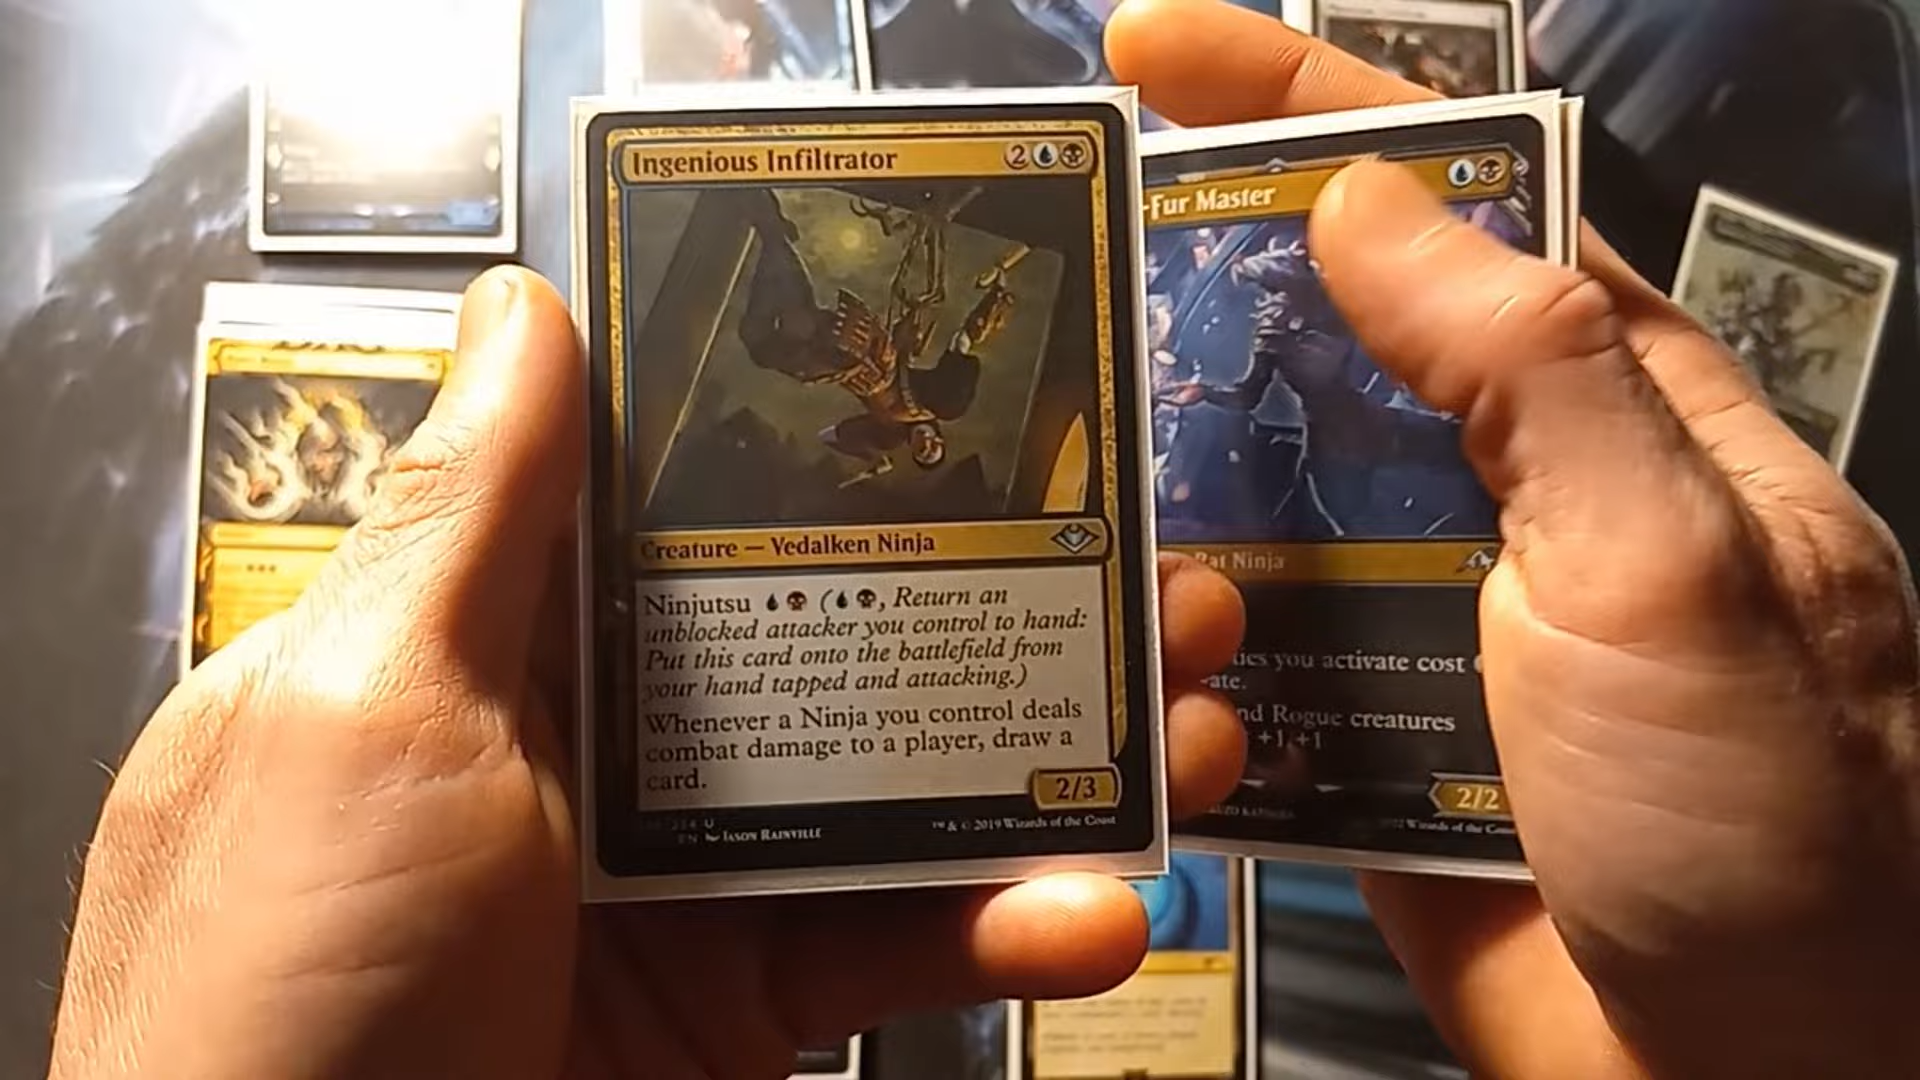 Ingenious Infiltrator
2
Creature — Vedalken Ninja
Ninjutsu (, Return an
unblocked attacker you control to hand:
Put this card onto the battlefield from
your hand tapped and attacking.)
Whenever a Ninja you control deals
combat damage to a player, draw a
card.
2/3
U
EN JASON RAINVILLE
™ & © 2019 Wizards of the Coast
-Fur Master
Rat Ninja
you activate cost
-ate.
nd Rogue creatures
+1/+1
2/2
Wizards of the Coast